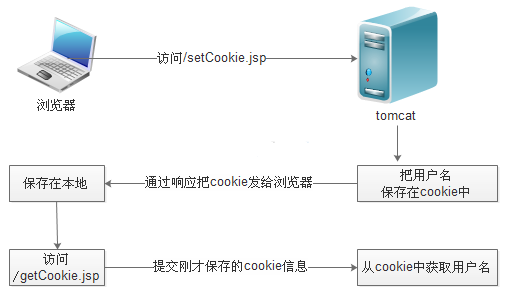 访问/setCookie.jsp
浏览器
tomcat
保存在本地
通过响应把cookie发给浏览器
把用户名
保存在cookie中
访问
/getCookie.jsp
提交刚才保存的cookie信息
从cookie中获取用户名